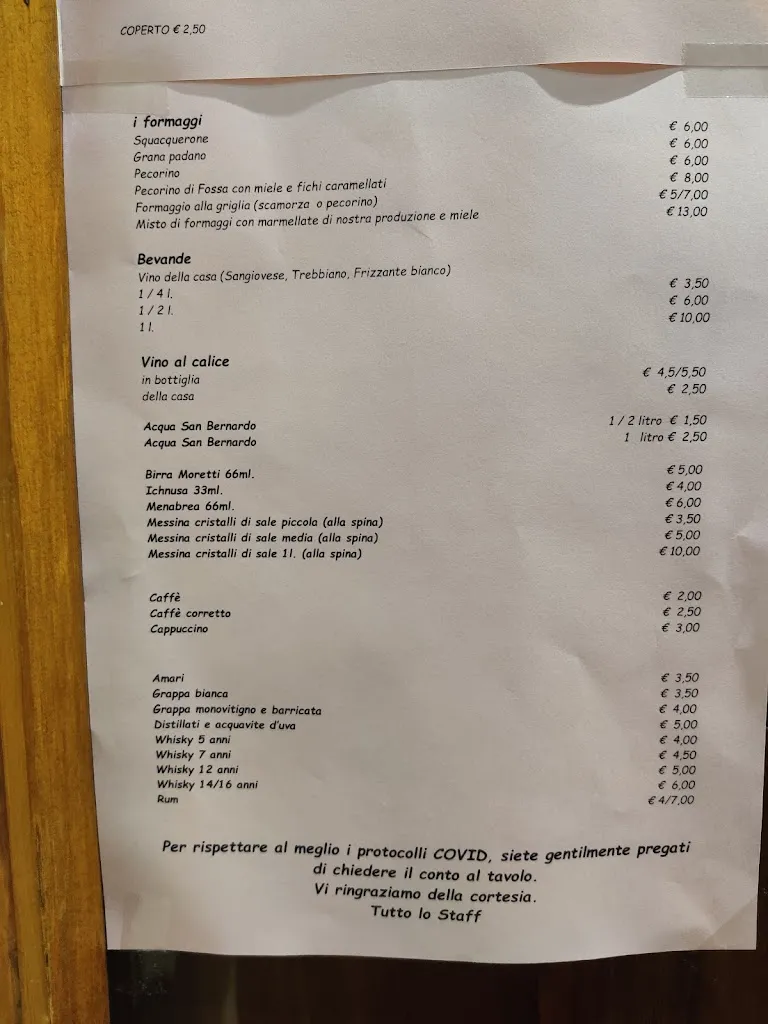 COPERTO € 2,50
i formaggi
Squacquerone € 6,00
Grana padano € 6,00
Pecorino € 6,00
Pecorino di Fossa con miele e fichi caramellati € 8,00
Formaggio alla griglia (scamorza o pecorino) € 5/7,00
Misto di formaggi con marmellate di nostra produzione e miele € 13,00
Bevande
Vino della casa (Sangiovese, Trebbiano, Frizzante bianco)
1 / 4 l. € 3,50
1 / 2 l. € 6,00
1 l. € 10,00
Vino al calice
in bottiglia € 4,5/5,50
della casa € 2,50
Acqua San Bernardo 1 / 2 litro € 1,50
Acqua San Bernardo 1 litro € 2,50
Birra Moretti 66ml. € 5,00
Ichnusa 33ml. € 4,00
Menabrea 66ml. € 6,00
Messina cristalli di sale piccola (alla spina) € 3,50
Messina cristalli di sale media (alla spina) € 5,00
Messina cristalli di sale 1 l. (alla spina) € 10,00
Caffè € 2,00
Caffè corretto € 2,50
Cappuccino € 3,00
Amari € 3,50
Grappa bianca € 3,50
Grappa monovitigno e barricata € 4,00
Distillati e acquavite d'uva € 5,00
Whisky 5 anni € 4,00
Whisky 7 anni € 4,50
Whisky 12 anni € 5,00
Whisky 14/16 anni € 6,00
Rum € 4/7,00
Per rispettare al meglio i protocolli COVID, siete gentilmente pregati
di chiedere il conto al tavolo.
Vi ringraziamo della cortesia.
Tutto lo Staff